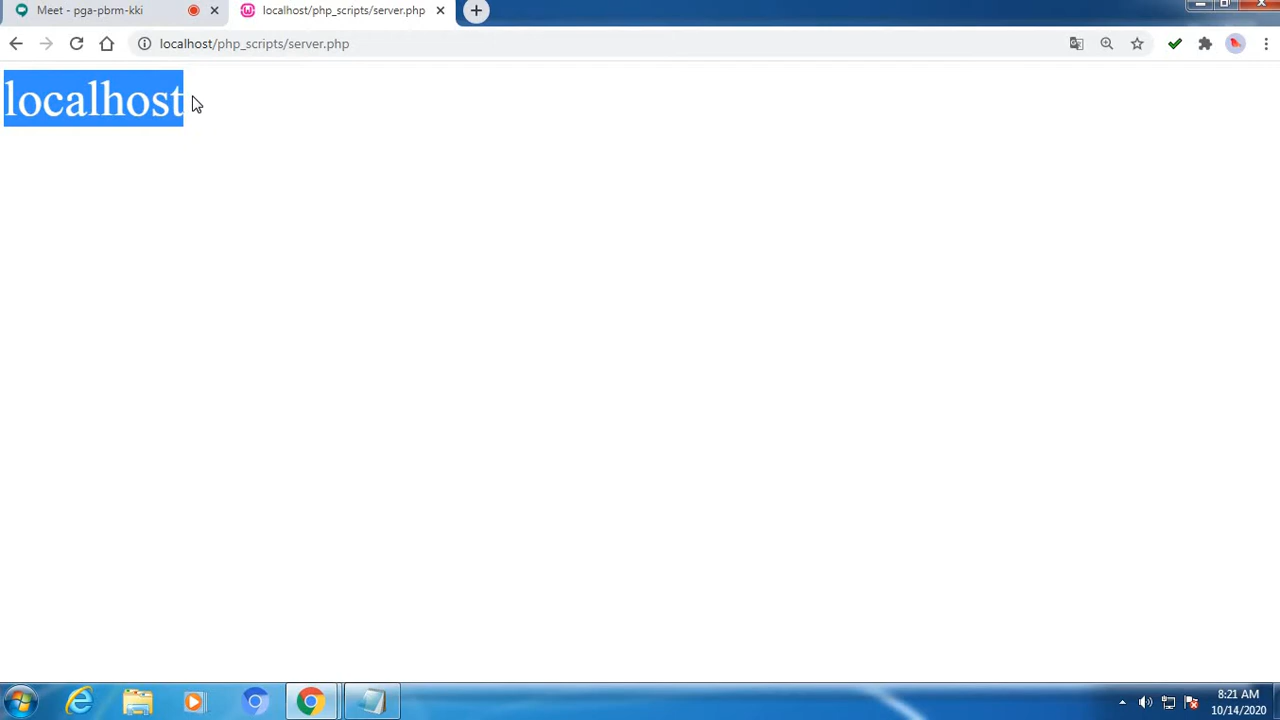 Meet - pga-pbrm-kki
localhost/php_scripts/server.php
localhost/php_scripts/server.php
localhost
8:21 AM
10/14/2020